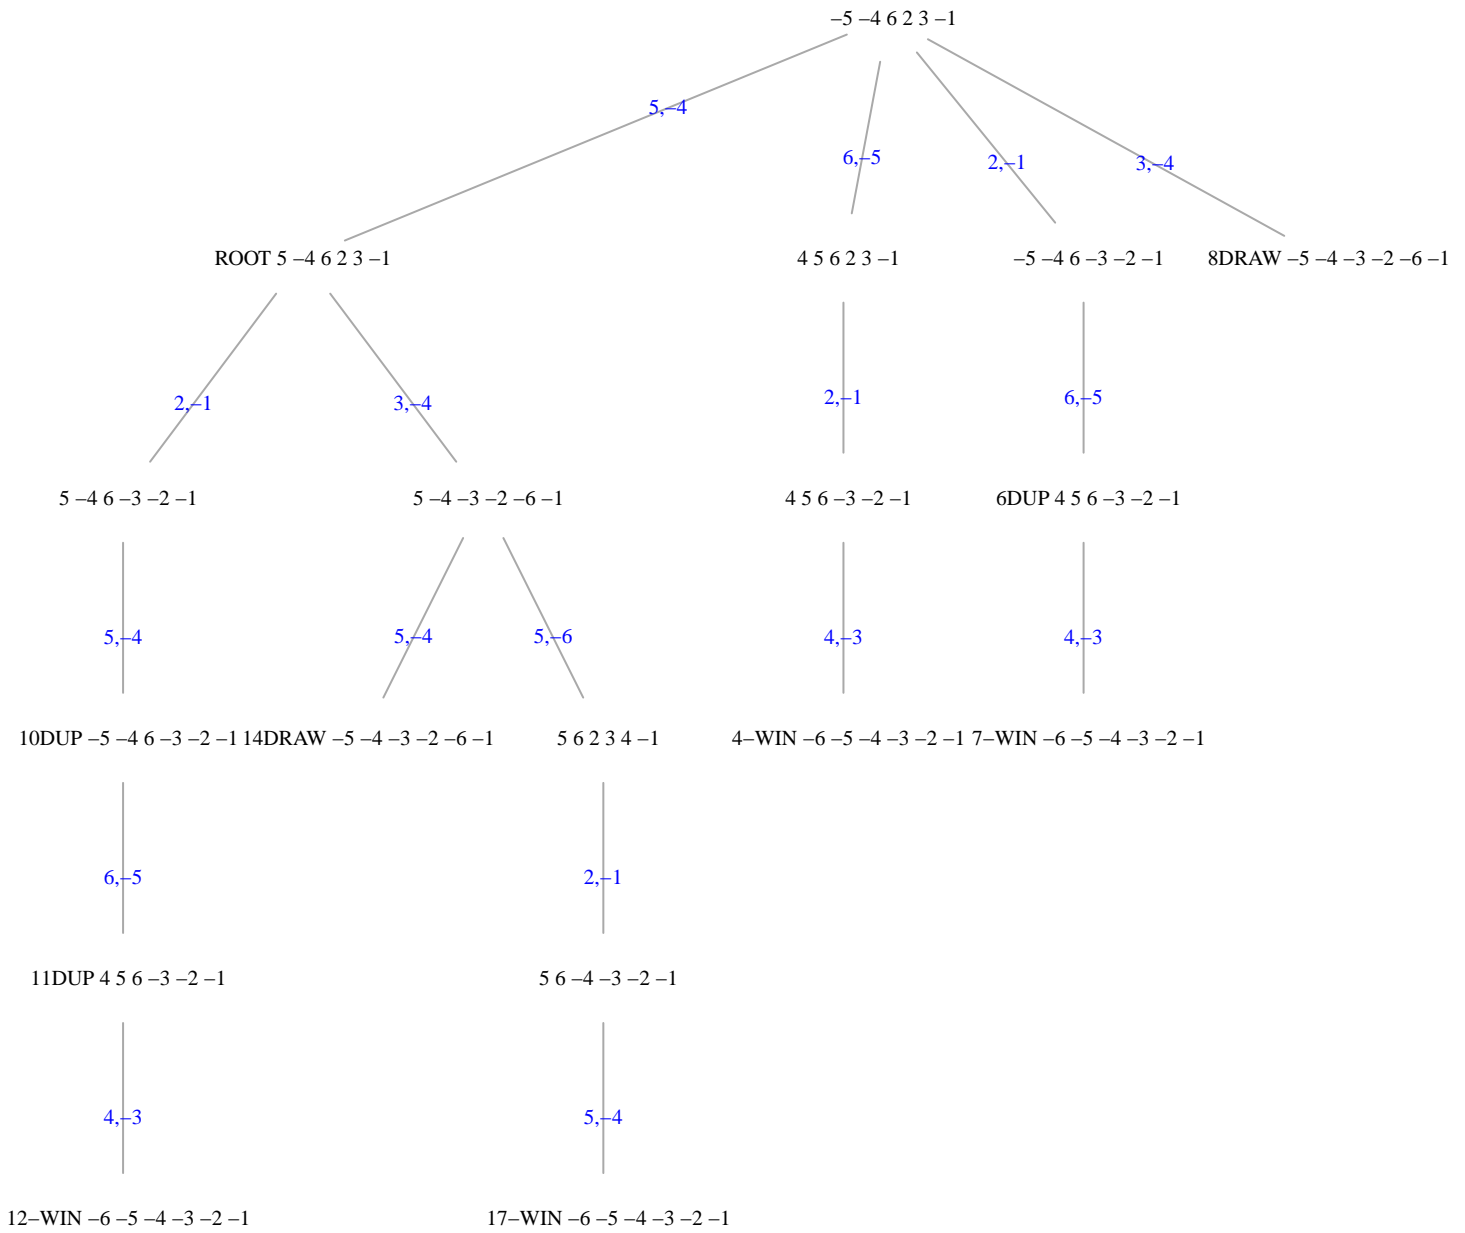 –5 –4 6 2 3 –1
5,–4
6,–5
2,–1
3,–4
ROOT 5 –4 6 2 3 –1
4 5 6 2 3 –1
–5 –4 6 –3 –2 –1
8DRAW –5 –4 –3 –2 –6 –1
2,–1
3,–4
2,–1
6,–5
5 –4 6 –3 –2 –1
5 –4 –3 –2 –6 –1
4 5 6 –3 –2 –1
6DUP 4 5 6 –3 –2 –1
5,–4
5,–4
5,–6
4,–3
4,–3
10DUP –5 –4 6 –3 –2 –1
14DRAW –5 –4 –3 –2 –6 –1
5 6 2 3 4 –1
4–WIN –6 –5 –4 –3 –2 –1
7–WIN –6 –5 –4 –3 –2 –1
6,–5
2,–1
11DUP 4 5 6 –3 –2 –1
5 6 –4 –3 –2 –1
4,–3
5,–4
12–WIN –6 –5 –4 –3 –2 –1
17–WIN –6 –5 –4 –3 –2 –1